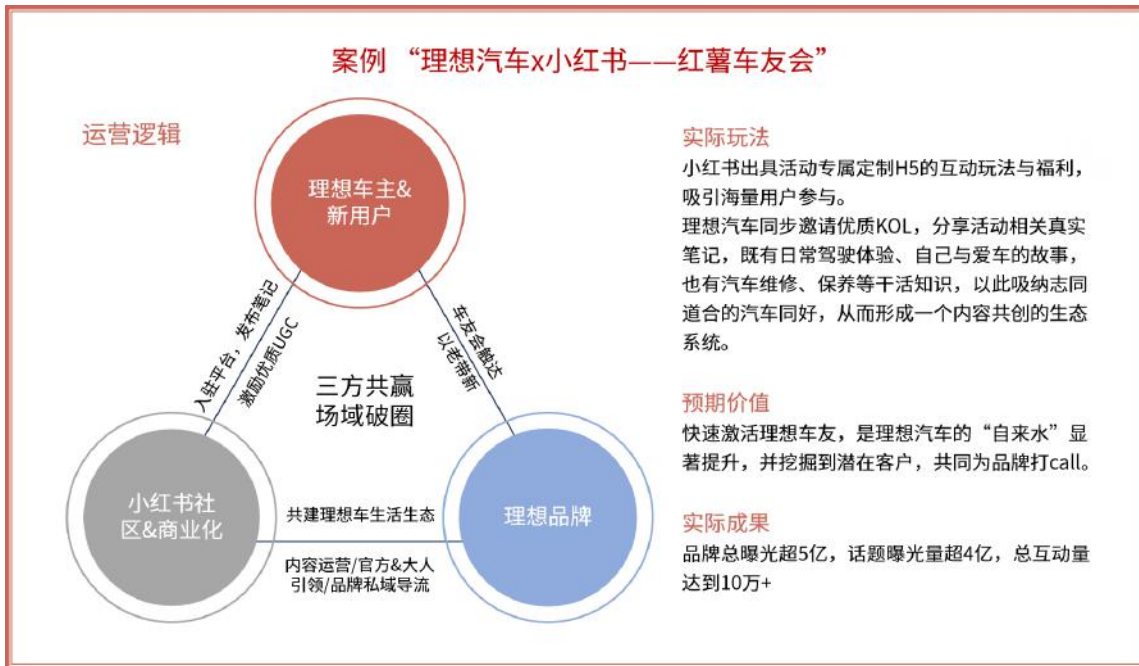 案例 “理想汽车x小红书——红薯车友会”
运营逻辑
理想车主&
新用户
入驻平台，发布笔记
激励优质UGC
车友会触达
以老带新
三方共赢
场域破圈
小红书社
区&商业化
共建理想车生活生态
内容运营/官方&大人
引领/品牌私域导流
理想品牌
实际玩法
小红书出具活动专属定制H5的互动玩法与福利，
吸引海量用户参与。
理想汽车同步邀请优质KOL，分享活动相关真实
笔记，既有日常驾驶体验、自己与爱车的故事，
也有汽车维修、保养等干活知识，以此吸纳志同
道合的汽车同好，从而形成一个内容共创的生态
系统。
预期价值
快速激活理想车友，是理想汽车的“自来水”显
著提升，并挖掘到潜在客户，共同为品牌打call。
实际成果
品牌总曝光超5亿，话题曝光量超4亿，总互动量
达到10万+